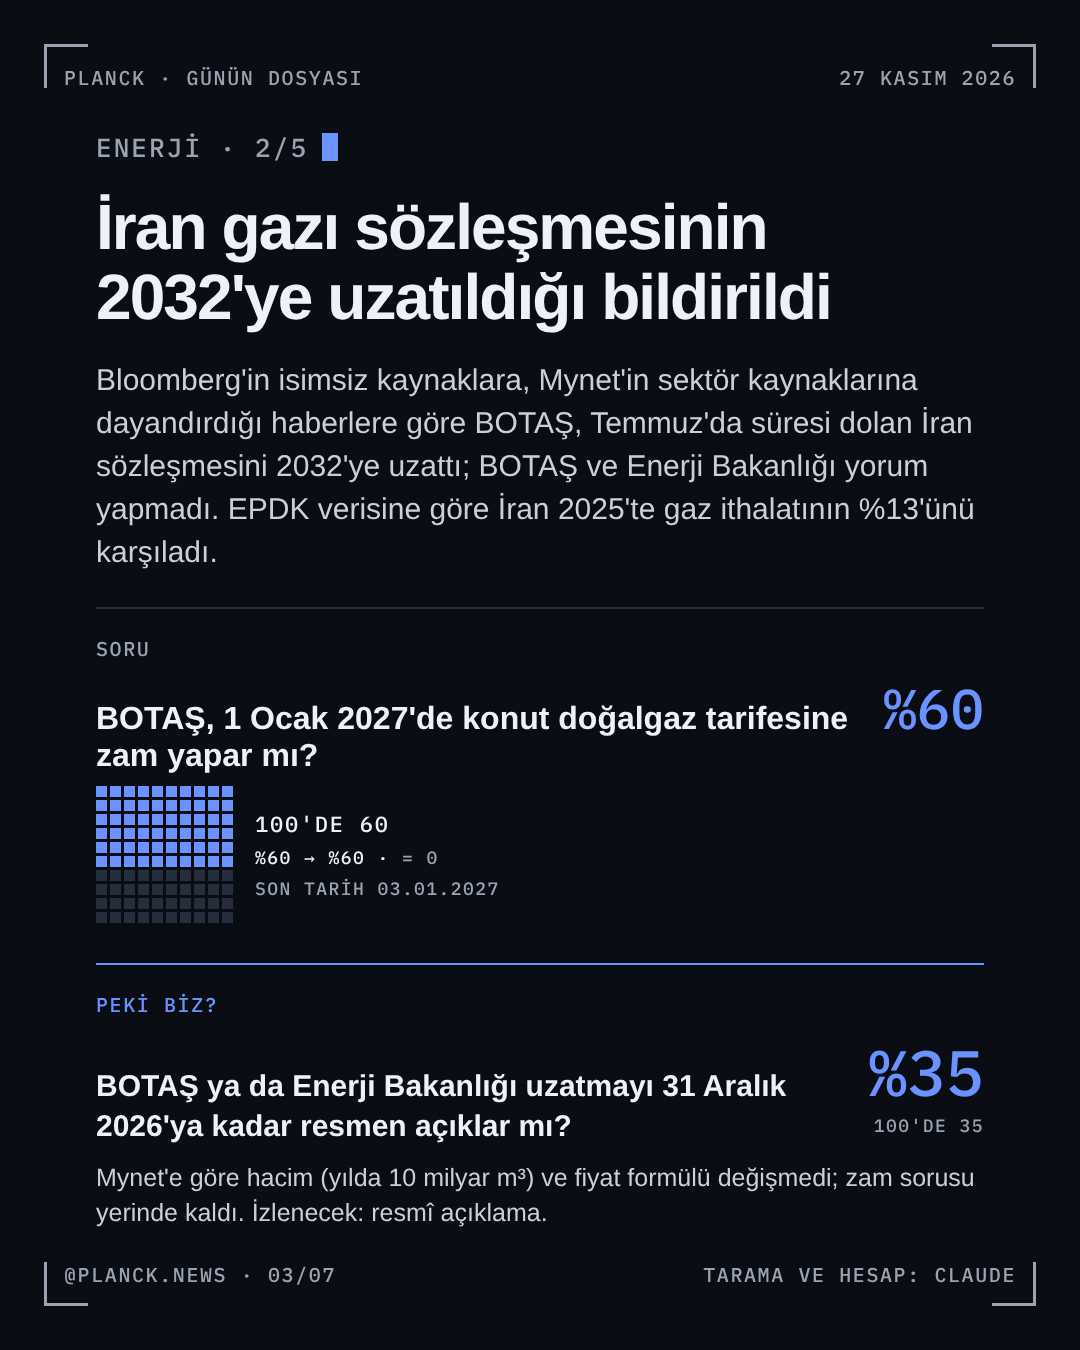 PLANCK · GÜNÜN DOSYASI
27 KASIM 2026
ENERJİ · 2/5
İran gazı sözleşmesinin
2032'ye uzatıldığı bildirildi
Bloomberg'in isimsiz kaynaklara, Mynet'in sektör kaynaklarına
dayandırdığı haberlere göre BOTAŞ, Temmuz'da süresi dolan İran
sözleşmesini 2032'ye uzattı; BOTAŞ ve Enerji Bakanlığı yorum
yapmadı. EPDK verisine göre İran 2025'te gaz ithalatının %13'ünü
karşıladı.
SORU
BOTAŞ, 1 Ocak 2027'de konut doğalgaz tarifesine
zam yapar mı?
%60
100'DE 60
%60 → %60 · = 0
SON TARİH 03.01.2027
PEKİ BİZ?
BOTAŞ ya da Enerji Bakanlığı uzatmayı 31 Aralık
2026'ya kadar resmen açıklar mı?
%35
100'DE 35
Mynet'e göre hacim (yılda 10 milyar m³) ve fiyat formülü değişmedi; zam sorusu
yerinde kaldı. İzlenecek: resmî açıklama.
@PLANCK.NEWS · 03/07
TARAMA VE HESAP: CLAUDE